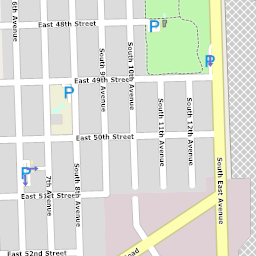 East 48th Street
6th Avenue
South 9th Avenue
South 10th Avenue
East 49th Street
P
P
P
South 11th Avenue
South 12th Avenue
East 50th Street
7th Avenue
South 8th Avenue
South East Avenue
P
East 51st Street
East 52nd Street
Road